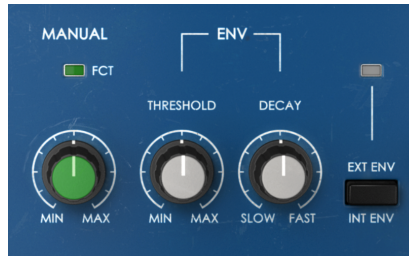 MANUAL
ENV
FCT
THRESHOLD
DECAY
EXT ENV
MIN MAX
MIN MAX
SLOW FAST
INT ENV